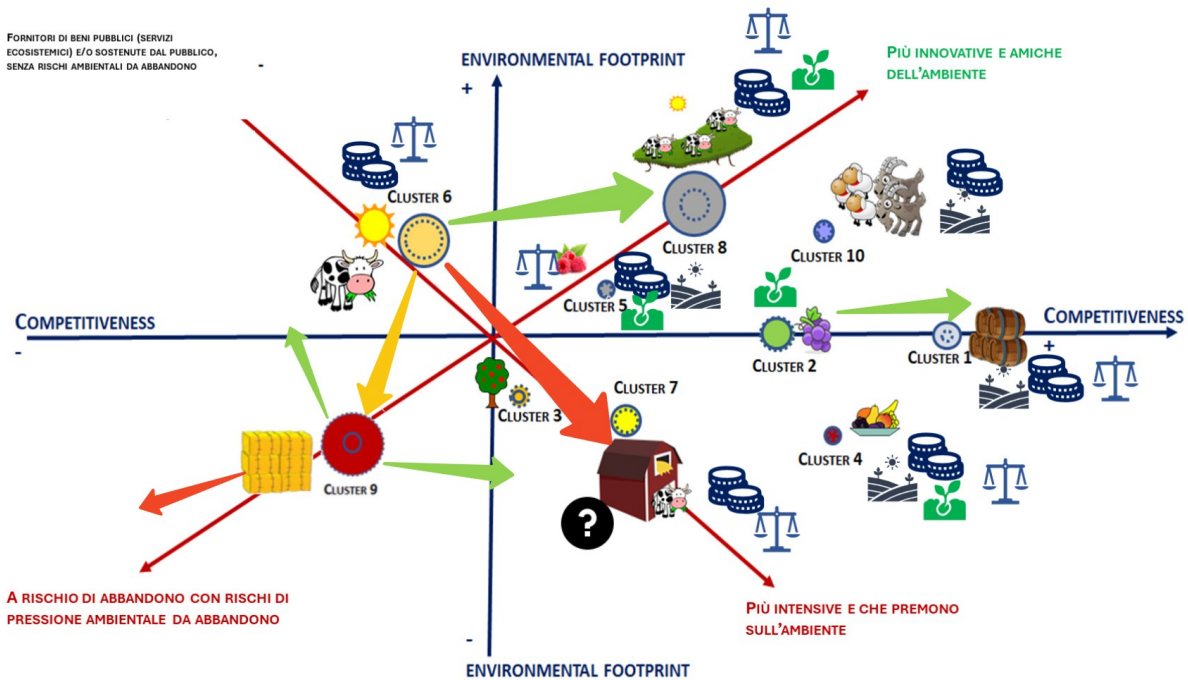 FORNITORI DI BENI PUBBLICI (SERVIZI
ECOSISTEMICI) E/O SOSTENUTE DAL PUBBLICO,
SENZA RISCHI AMBIENTALI DA ABBANDONO
-
ENVIRONMENTAL FOOTPRINT
+
PIÙ INNOVATIVE E AMICHE
DELL'AMBIENTE
CLUSTER 6
CLUSTER 8
CLUSTER 10
CLUSTER 5
COMPETITIVENESS
-
COMPETITIVENESS
+
CLUSTER 2
CLUSTER 1
CLUSTER 3
CLUSTER 7
CLUSTER 4
CLUSTER 9
?
A RISCHIO DI ABBANDONO CON RISCHI DI
PRESSIONE AMBIENTALE DA ABBANDONO
PIÙ INTENSIVE E CHE PREMONO
SULL'AMBIENTE
-
ENVIRONMENTAL FOOTPRINT